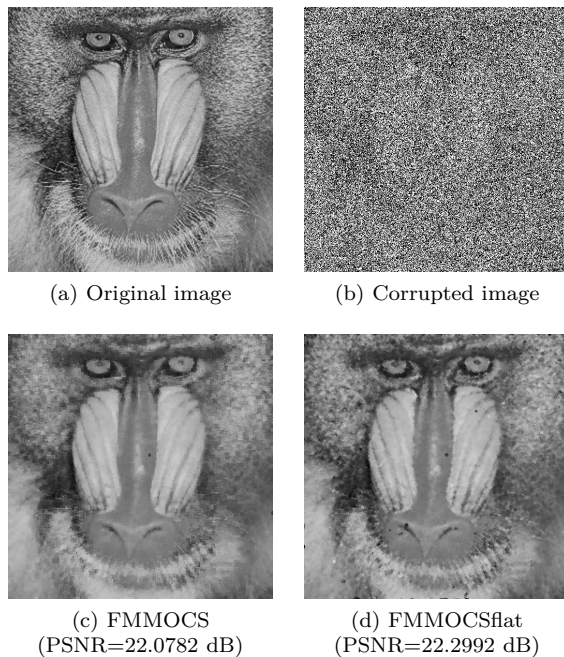 (a) Original image
(b) Corrupted image
(c) FMMOCS
(PSNR=22.0782 dB)
(d) FMMOCSflat
(PSNR=22.2992 dB)